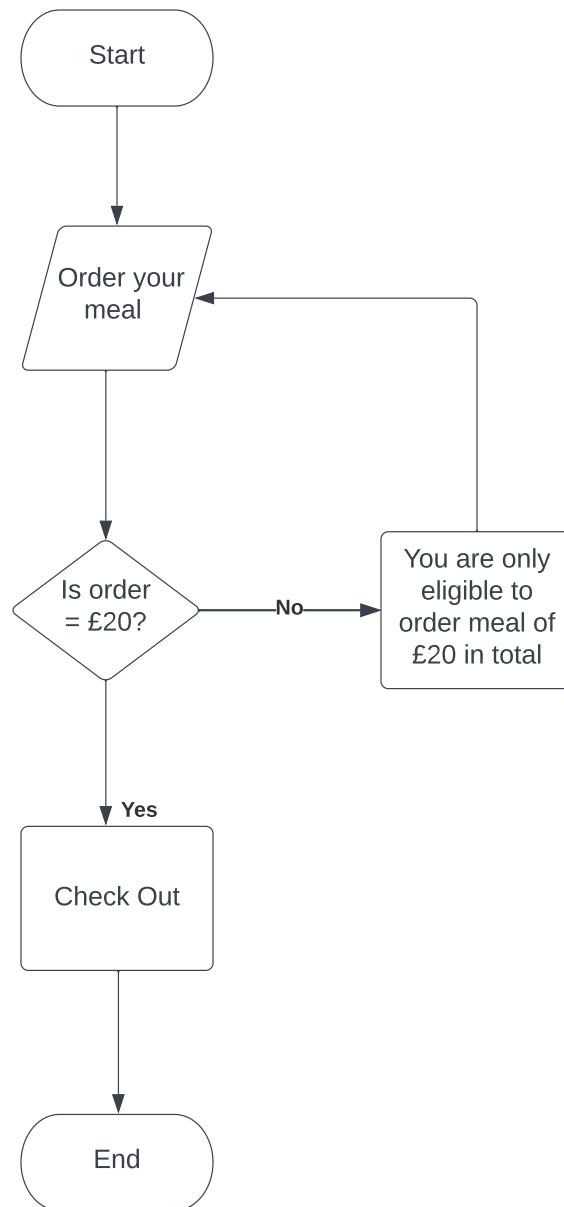 Start
Order your
meal
Is order
= £20?
No
You are only
eligible to
order meal of
£20 in total
Yes
Check Out
End